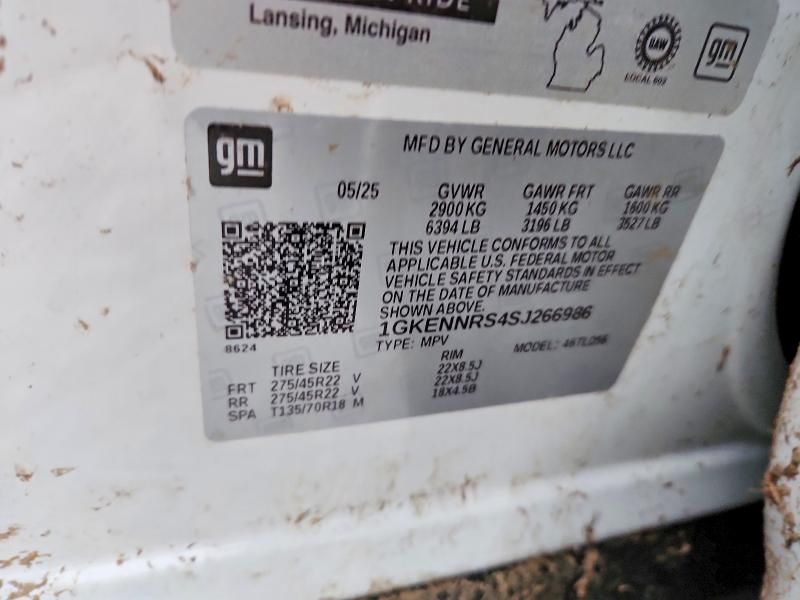 RIDE
Lansing, Michigan
UAW
LOCAL 602
gm
gm
MFD BY GENERAL MOTORS LLC
05/25 GVWR GAWR FRT GAWR RR
2900 KG 1450 KG 1600 KG
6394 LB 3196 LB 3527 LB
THIS VEHICLE CONFORMS TO ALL
APPLICABLE U.S. FEDERAL MOTOR
VEHICLE SAFETY STANDARDS IN EFFECT
ON THE DATE OF MANUFACTURE
SHOWN ABOVE.
1GKENNRS4SJ266986
8624
TYPE: MPV MODEL:
TIRE SIZE RIM
FRT 275/45R22 V 22X8.5J
RR 275/45R22 V 22X8.5J
SPA T135/70R18 M 18X4.5B